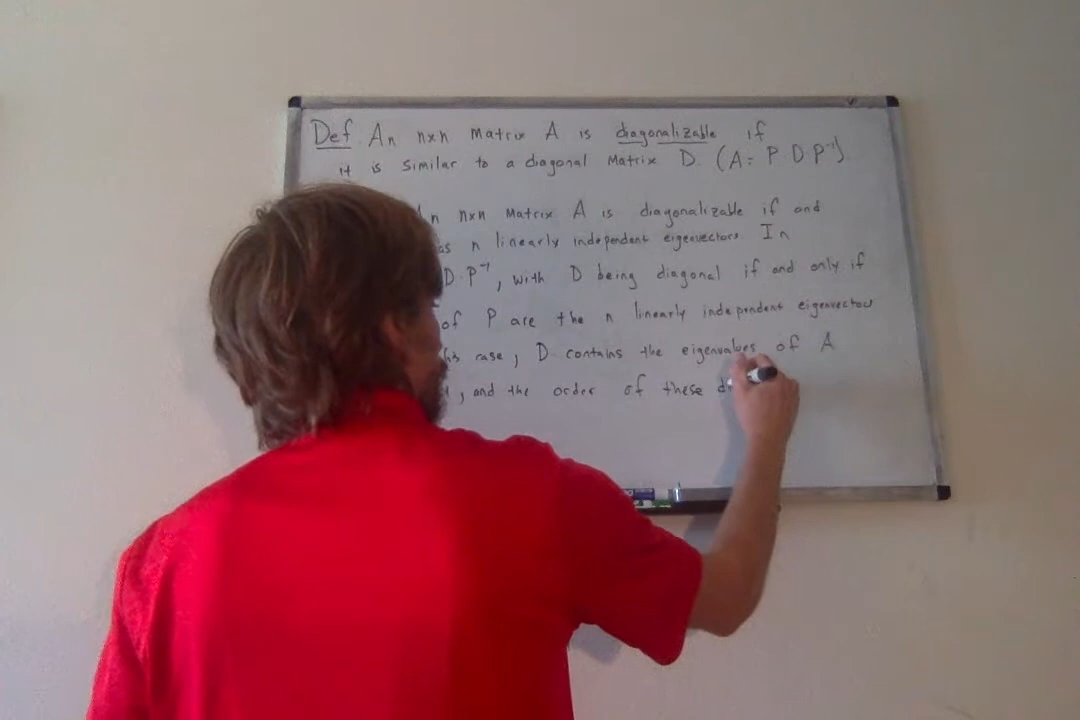 Def An nxn Matrix A is diagonalizable if
it is similar to a diagonal Matrix D. (A = P D P⁻¹).
An nxn Matrix A is diagonalizable if and
as n linearly independent eigenvectors In
D·P⁻¹, with D being diagonal if and only if
of P are the n linearly independent eigenvectors
his case, D contains the eigenvalues of A
, and the order of these